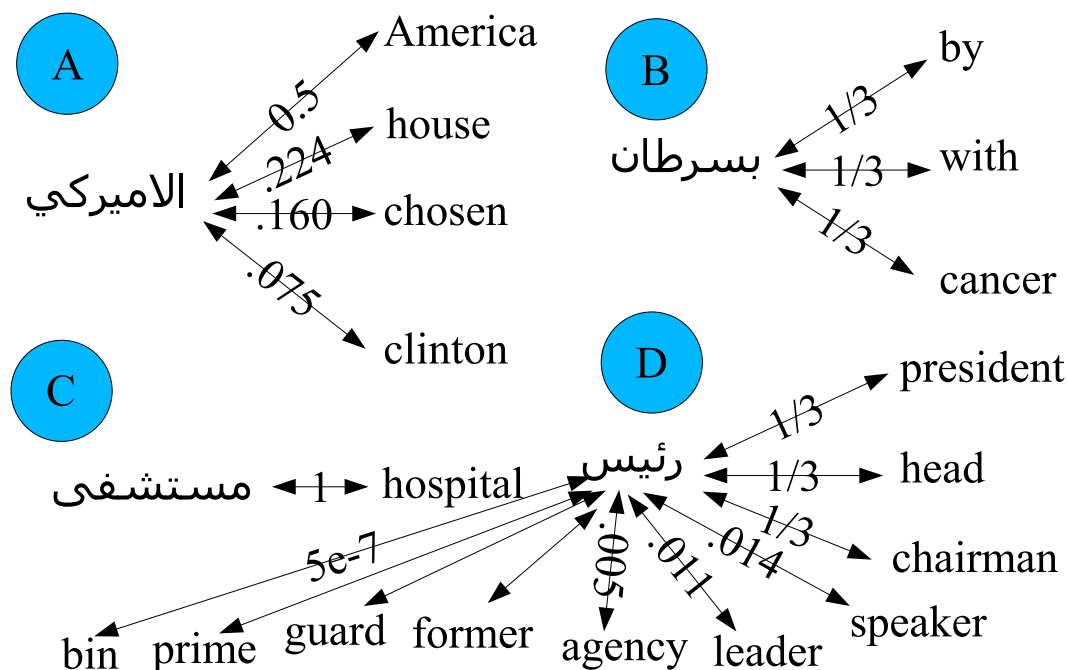 A
الاميركي
0.5
America
.224
house
.160
chosen
.075
clinton
B
بسرطان
1/3
by
1/3
with
1/3
cancer
C
مستشفى
1
hospital
D
رئيس
1/3
president
1/3
head
1/3
chairman
.014
speaker
.011
leader
.005
agency
former
guard
prime
5e-7
bin